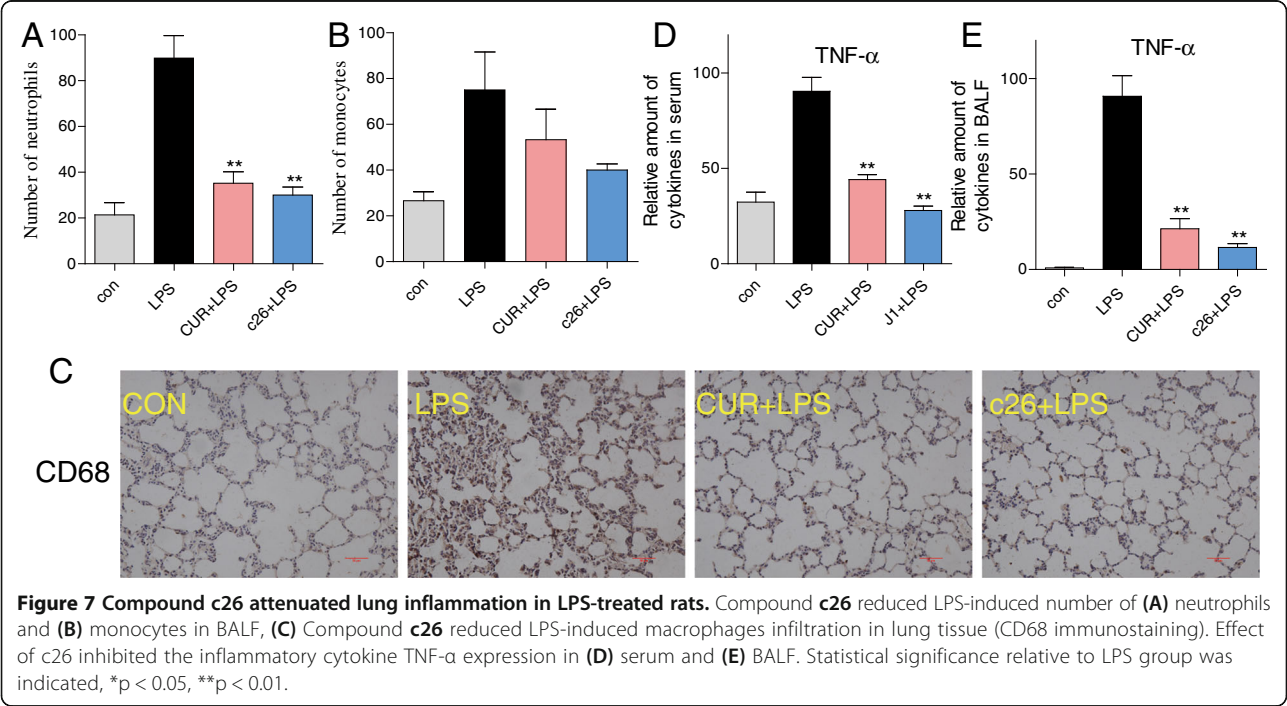 A
Number of neutrophils
100
80
60
40
20
0
**
**
con
LPS
CUR+LPS
c26+LPS
B
Number of monocytes
100
80
60
40
20
0
con
LPS
CUR+LPS
c26+LPS
D
TNF-α
Relative amount of
cytokines in serum
100
50
0
**
**
con
LPS
CUR+LPS
J1+LPS
E
TNF-α
Relative amount of
cytokines in BALF
100
50
0
**
**
con
LPS
CUR+LPS
c26+LPS
C
CD68
CON
LPS
CUR+LPS
c26+LPS
Figure 7 Compound c26 attenuated lung inflammation in LPS-treated rats. Compound c26 reduced LPS-induced number of (A) neutrophils
and (B) monocytes in BALF, (C) Compound c26 reduced LPS-induced macrophages infiltration in lung tissue (CD68 immunostaining). Effect
of c26 inhibited the inflammatory cytokine TNF-α expression in (D) serum and (E) BALF. Statistical significance relative to LPS group was
indicated, *p < 0.05, **p < 0.01.